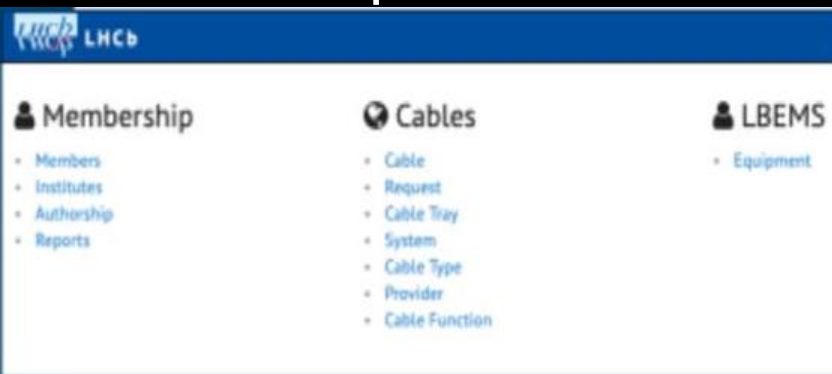 LHCb LHCb
Membership
Members
Institutes
Authorship
Reports
Cables
Cable
Request
Cable Tray
System
Cable Type
Provider
Cable Function
LBEMS
Equipment